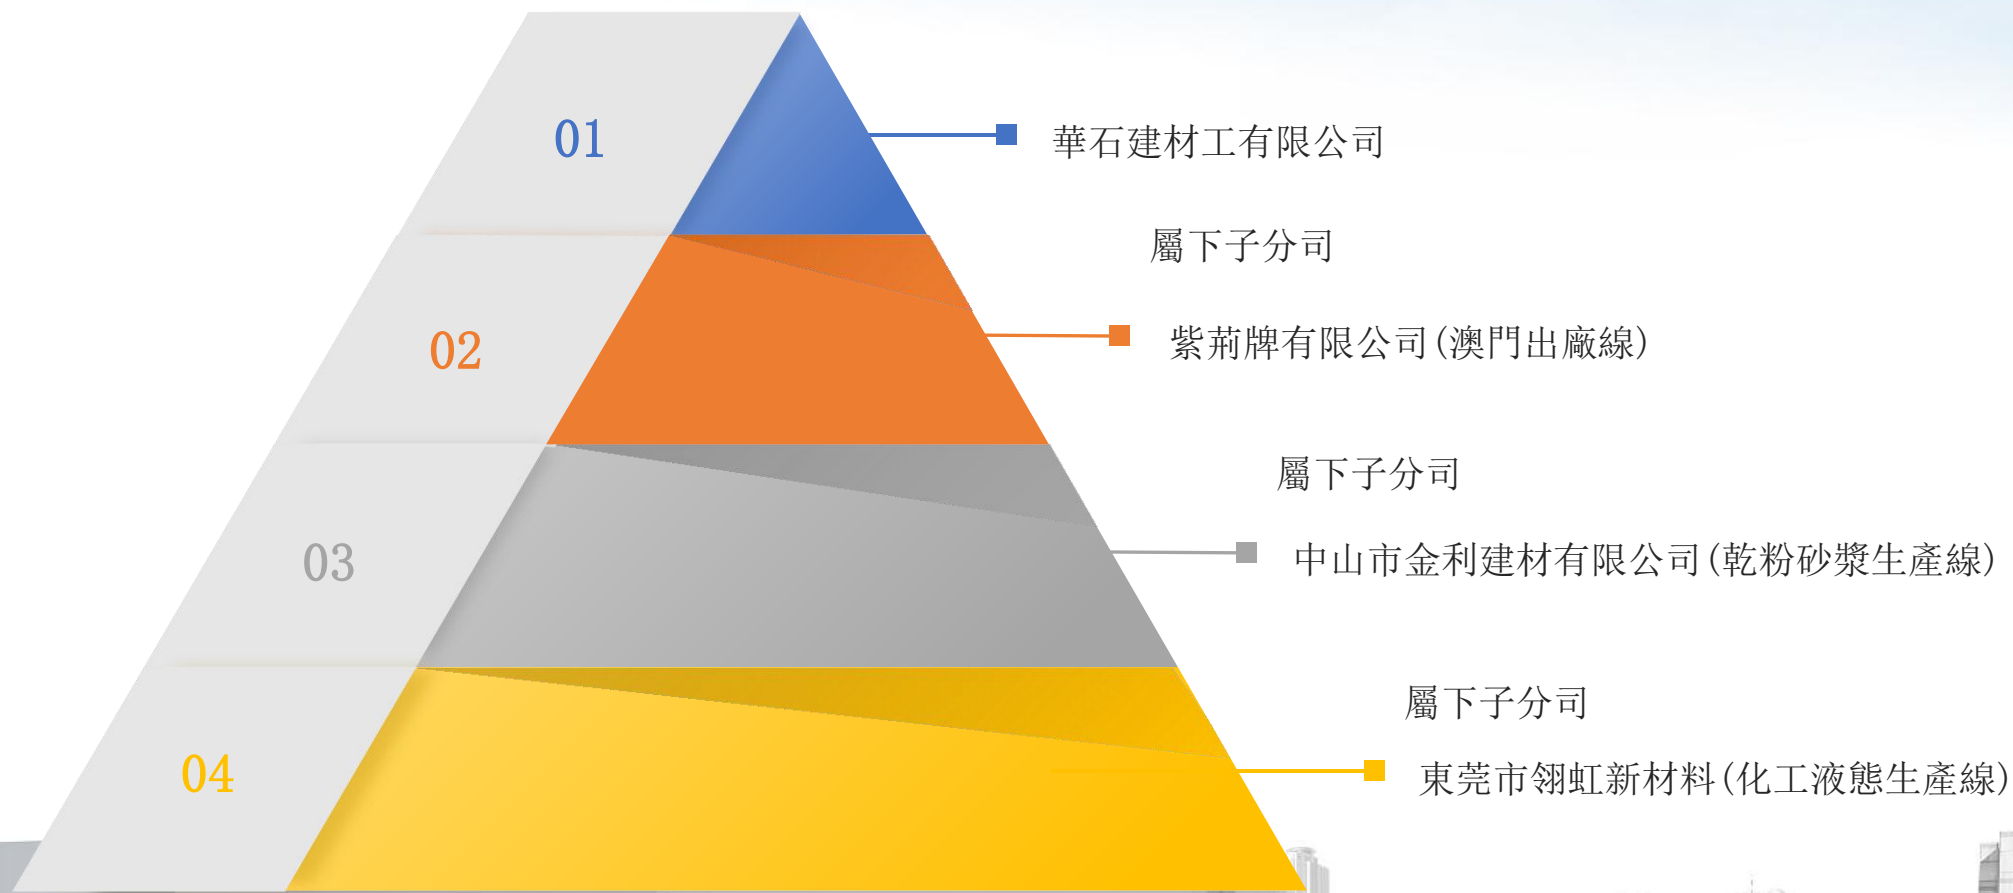 01
華石建材工有限公司
屬下子分司
02
紫荊牌有限公司(澳門出廠線)
屬下子分司
03
中山市金利建材有限公司(乾粉砂漿生產線)
屬下子分司
04
東莞市翎虹新材料(化工液態生產線)